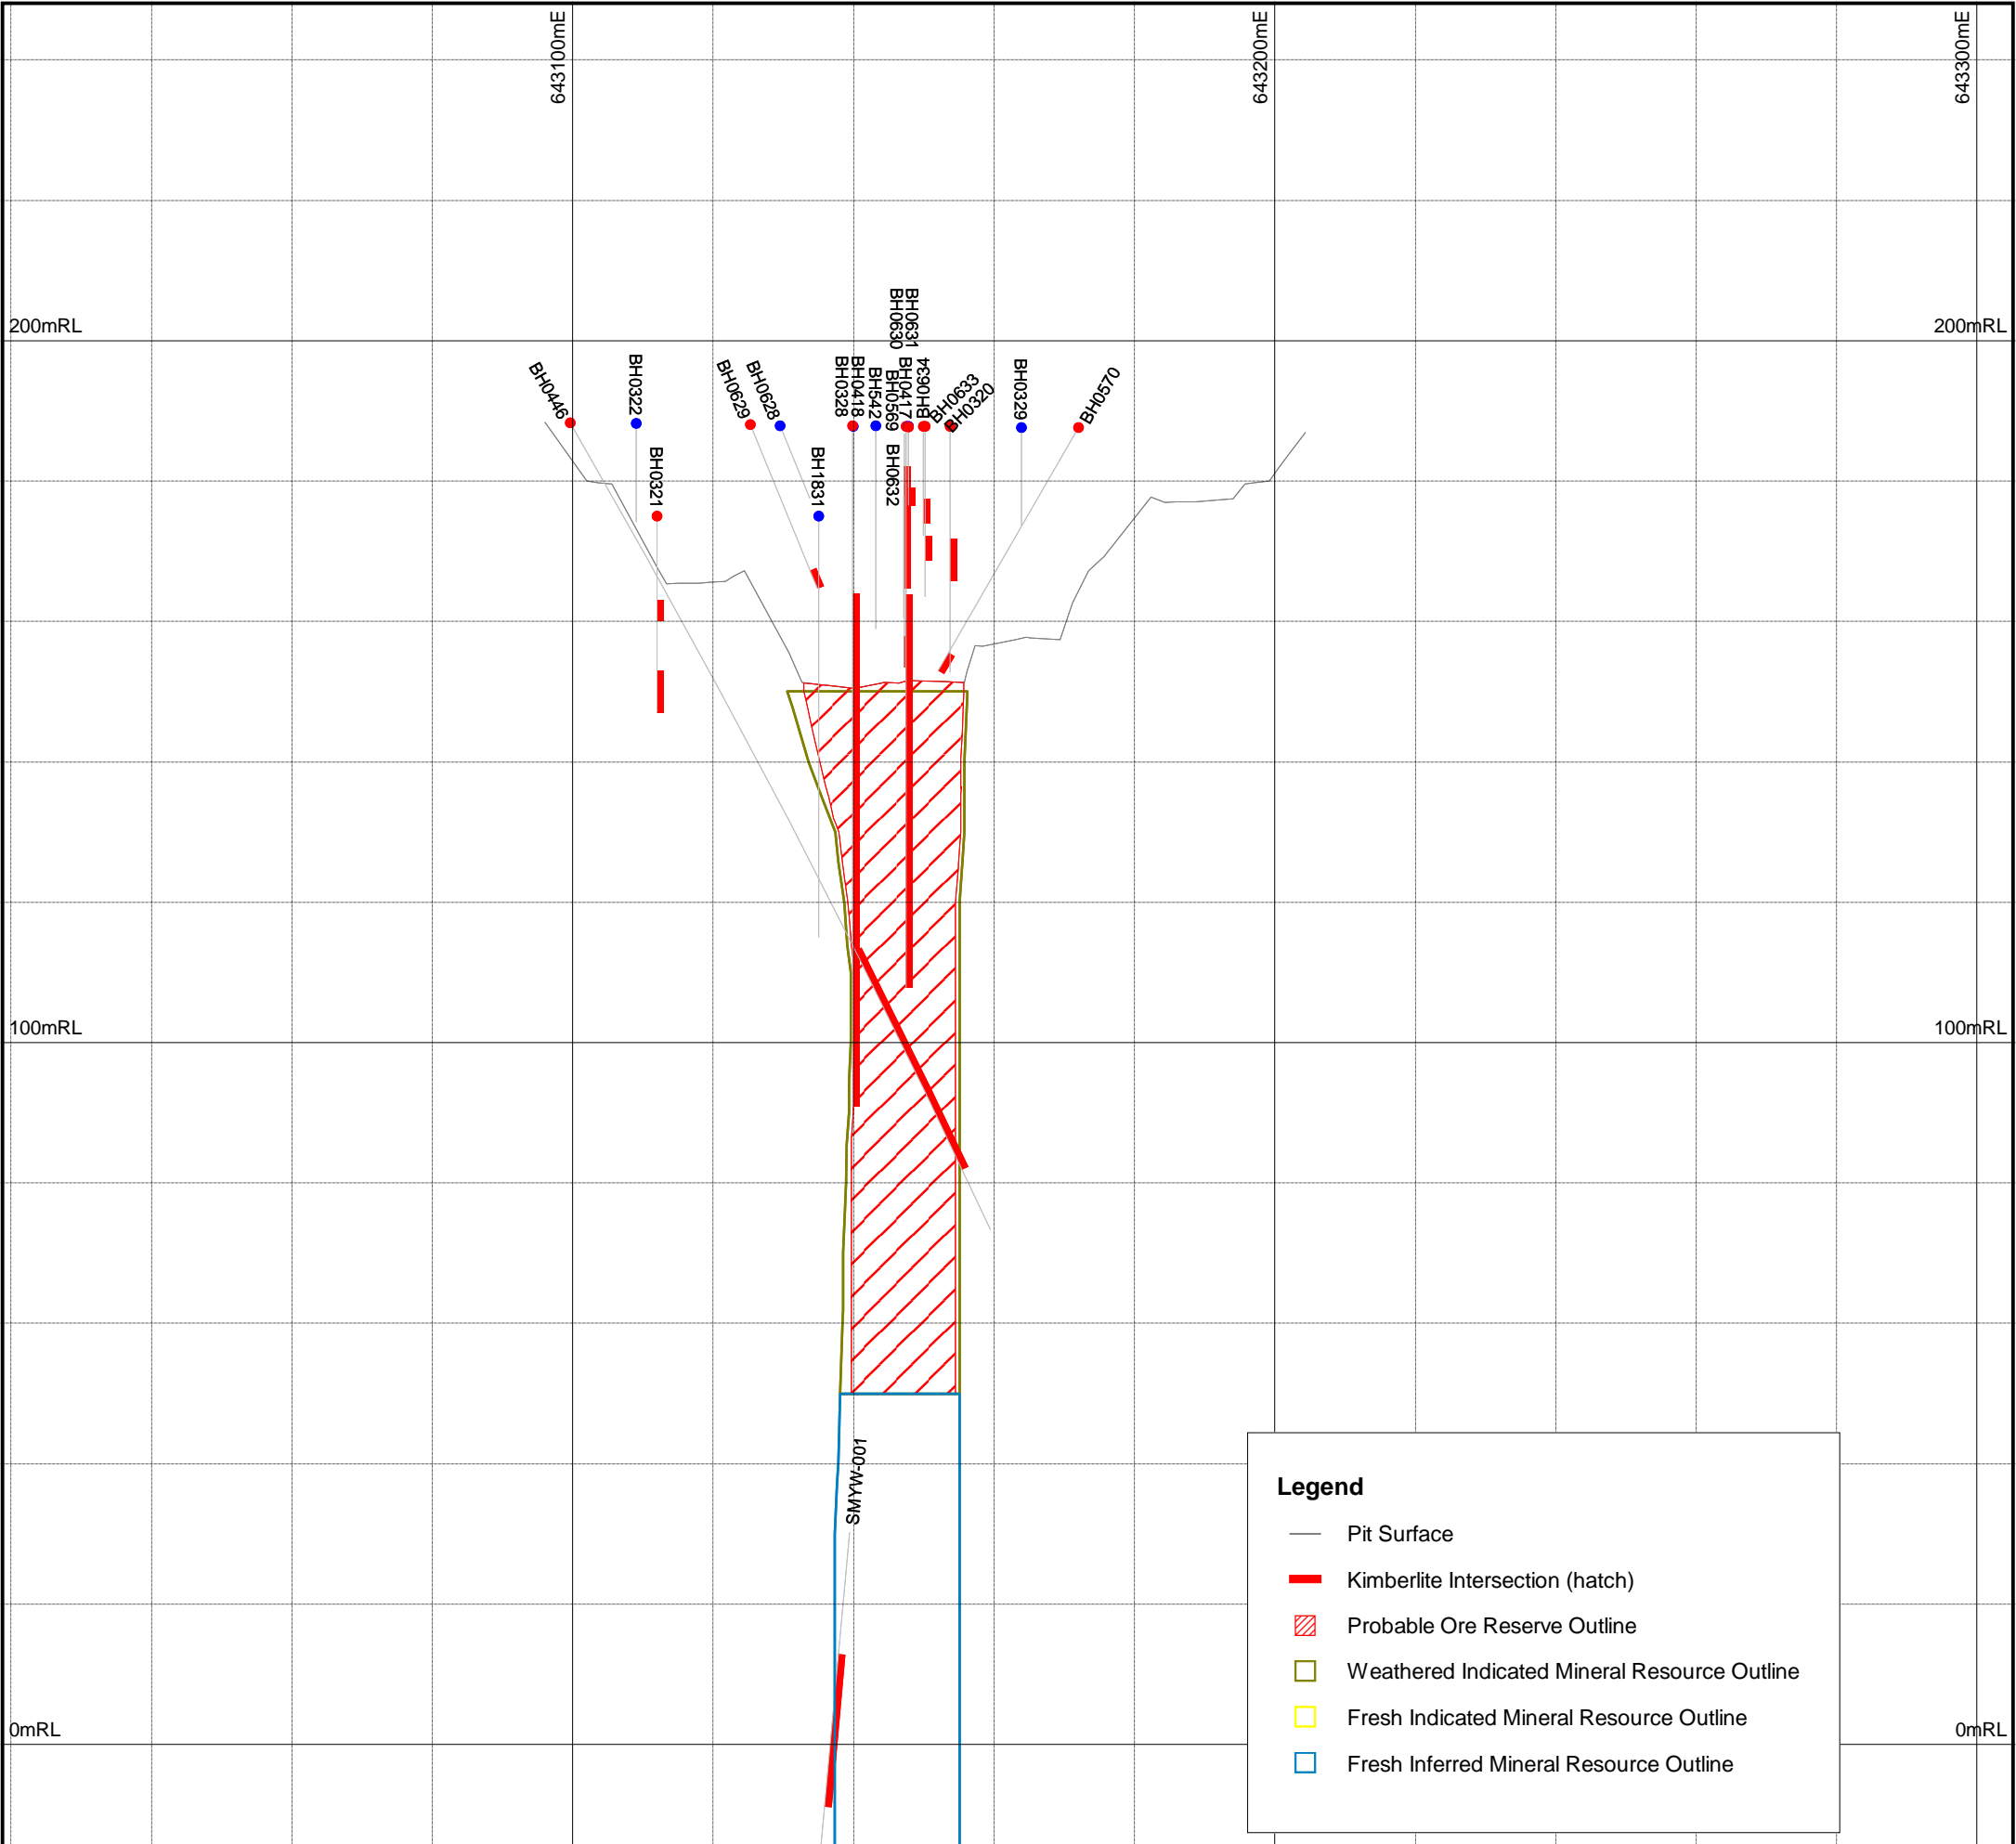 643100mE
643200mE
643300mE
200mRL
200mRL
BH0446
BH0322
BH0321
BH0629
BH0628
BH1831
BH0328
BH0418
BH542
BH0569
BH0630
BH0417
BH0631
BH0632
BH0634
BH0633
BH0320
BH0329
BH0570
100mRL
100mRL
SMYW-001
0mRL
0mRL
Legend
Pit Surface
Kimberlite Intersection (hatch)
Probable Ore Reserve Outline
Weathered Indicated Mineral Resource Outline
Fresh Indicated Mineral Resource Outline
Fresh Inferred Mineral Resource Outline